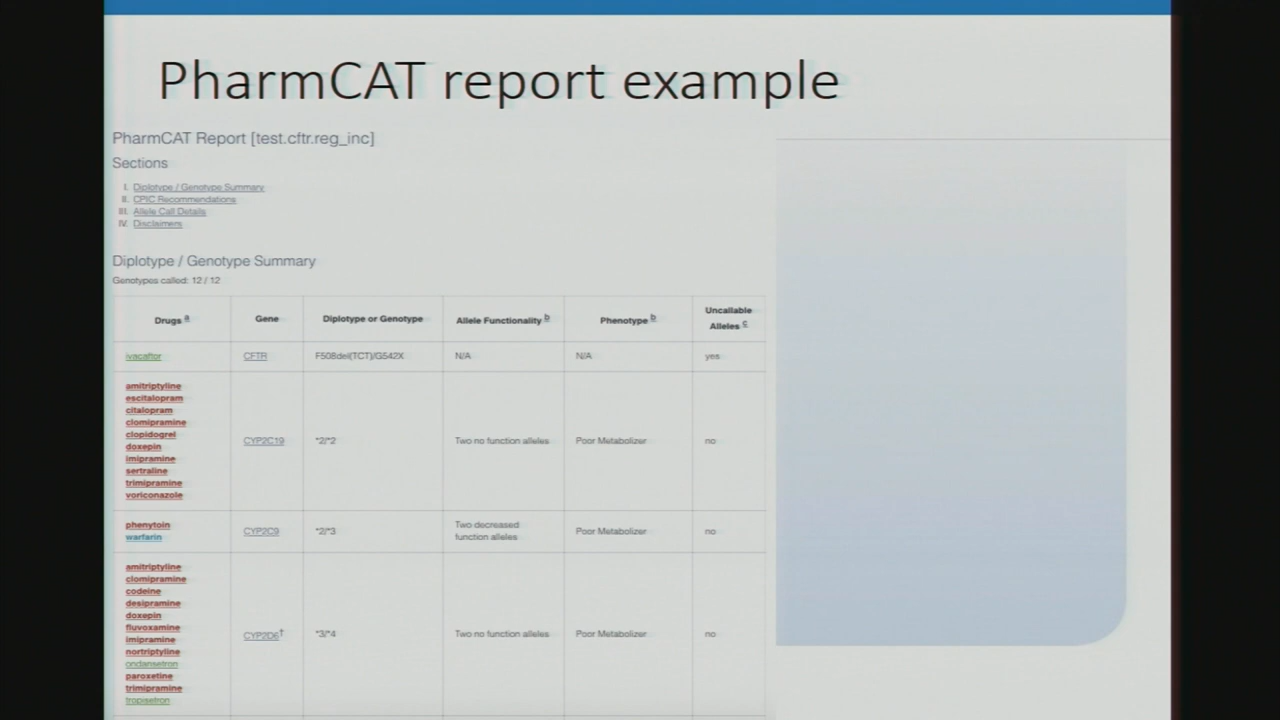 PharmCAT report example
PharmCAT Report [test.cftr.reg_inc]
Sections
I. Diplotype / Genotype Summary
II. CPIC Recommendations
III. Allele Call Details
IV. Disclaimers
Diplotype / Genotype Summary
Genotypes called: 12 / 12
Drugs a Gene Diplotype or Genotype Allele Functionality b Phenotype b Uncallable Alleles c
ivacaftor CFTR F508del(TCT)/G542X N/A N/A yes
amitriptyline
escitalopram
citalopram
clomipramine
clopidogrel
doxepin
imipramine
sertraline
trimipramine
voriconazole
CYP2C19 *2/*2 Two no function alleles Poor Metabolizer no
phenytoin
warfarin
CYP2C9 *2/*3 Two decreased function alleles Poor Metabolizer no
amitriptyline
clomipramine
codeine
desipramine
doxepin
fluvoxamine
imipramine
nortriptyline
ondansetron
paroxetine
trimipramine
tropisetron
CYP2D6† *3/*4 Two no function alleles Poor Metabolizer no